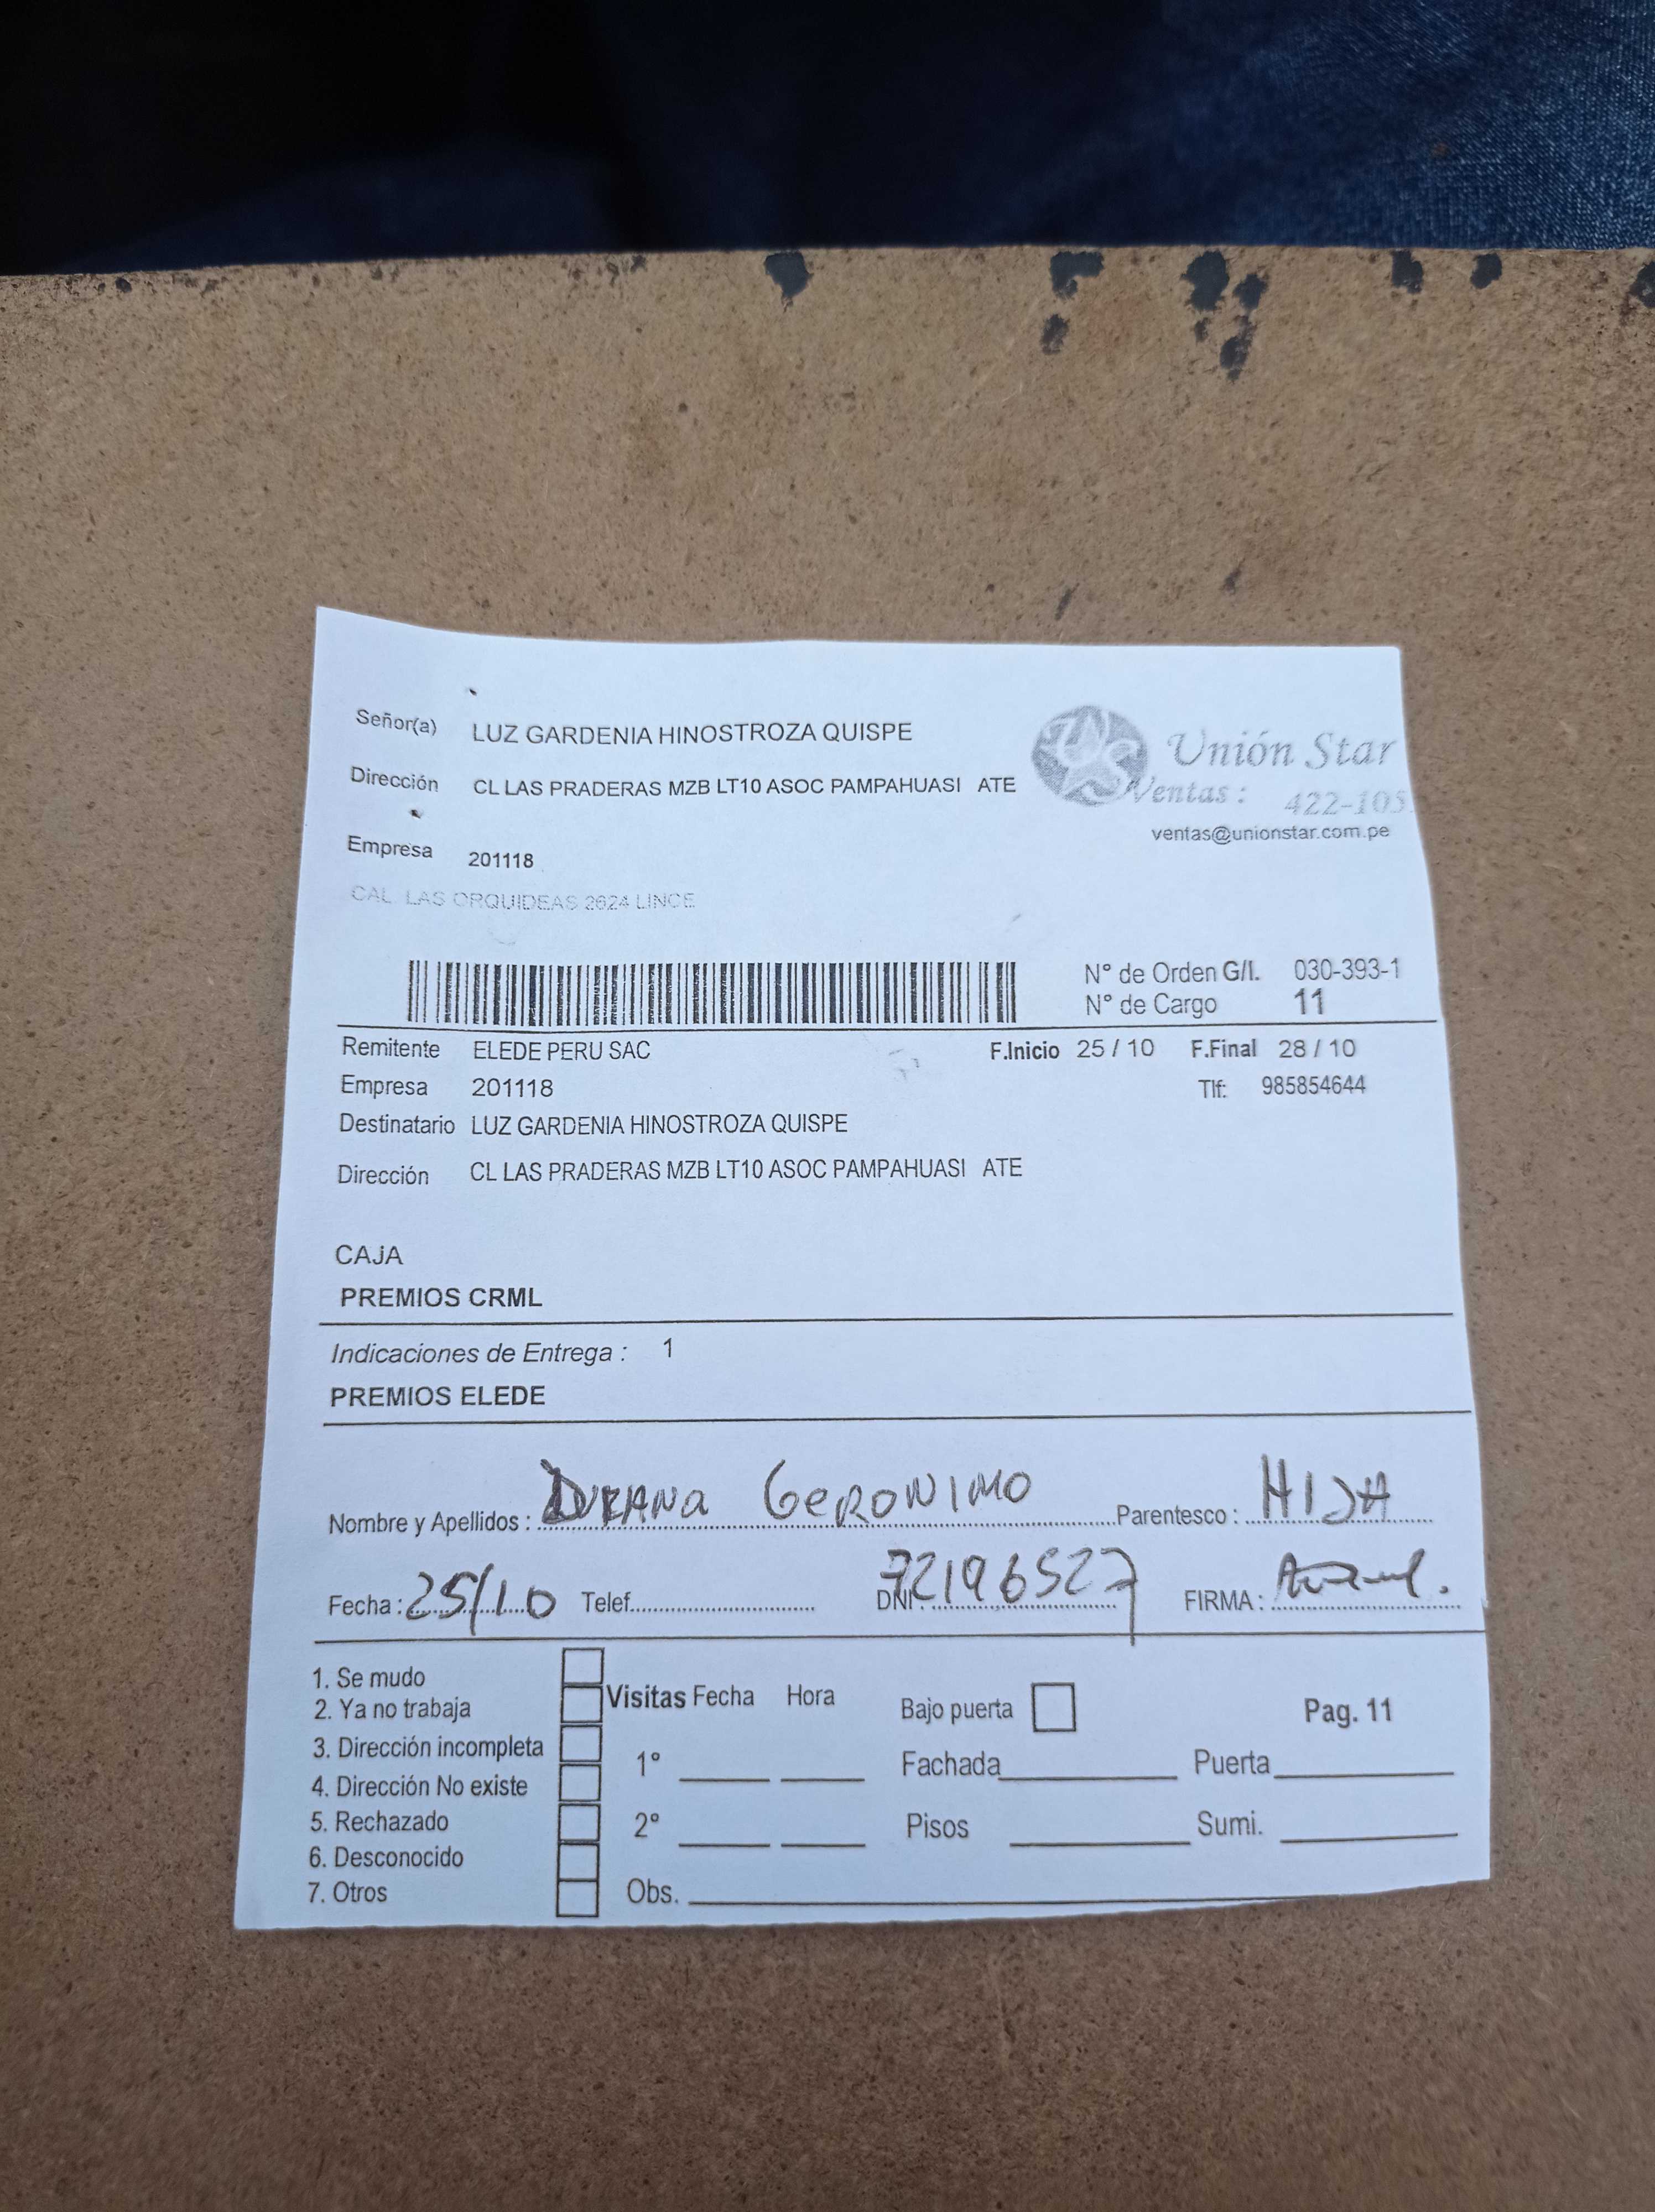 Señor(a) LUZ GARDENIA HINOSTROZA QUISPE
Unión Star
Dirección CL LAS PRADERAS MZB LT10 ASOC PAMPAHUASI ATE
Ventas : 422-105
ventas@unionstar.com.pe
Empresa 201118
CAL LAS ORQUIDEAS 2624 LINCE
N° de Orden G/I. 030-393-1
N° de Cargo 11
Remitente ELEDE PERU SAC F.Inicio 25 / 10 F.Final 28 / 10
Empresa 201118 Tlf: 985854644
Destinatario LUZ GARDENIA HINOSTROZA QUISPE
Dirección CL LAS PRADERAS MZB LT10 ASOC PAMPAHUASI ATE
CAJA
PREMIOS CRML
Indicaciones de Entrega : 1
PREMIOS ELEDE
Nombre y Apellidos : GERONIMO Parentesco : HIJA
Fecha : 25/10 Telef. DNI : 72196527 FIRMA :
1. Se mudo
2. Ya no trabaja
3. Dirección incompleta
4. Dirección No existe
5. Rechazado
6. Desconocido
7. Otros
Visitas Fecha Hora Bajo puerta Pag. 11
1° Fachada Puerta
2° Pisos Sumi.
Obs.